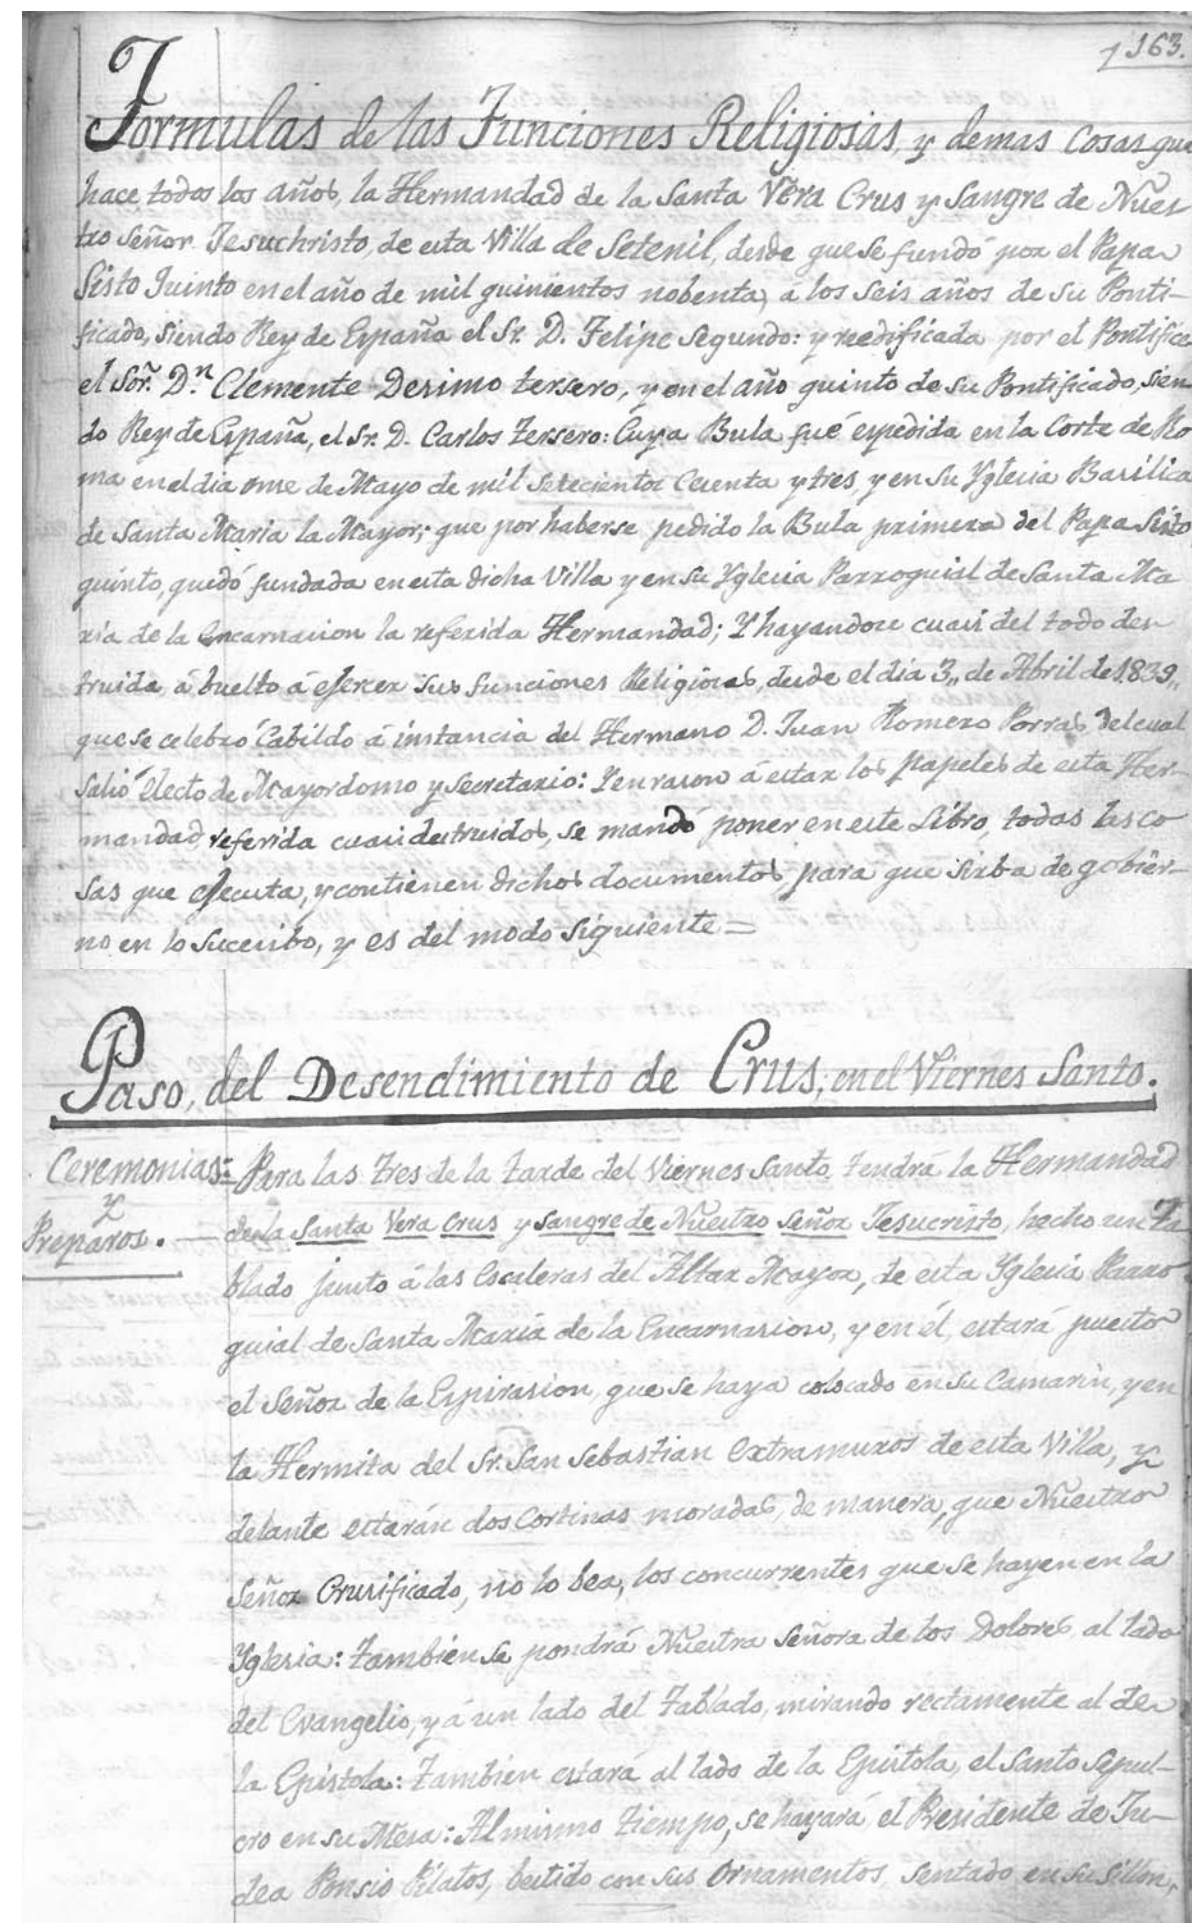 163.
Formulas de las Funciones Religiosas, y demas Cosas que
hace todos los años, la Hermandad de la Santa Vera Crus y Sangre de Nues-
tro Señor Jesuchristo, de esta Villa de Setenil, desde que se fundó por el Papa
Sisto Quinto en el año de mil quinientos nobenta, á los seis años de su Ponti-
ficado, siendo Rey de España el Sr. D. Felipe Segundo: y reedificada por el Pontifice
el Sor. Dn. Clemente Desimo tersero, y en el año quinto de su Pontificado, sien-
do Rey de España, el Sr. D. Carlos Tersero: Cuya Bula fué espedida en la Corte de Ro
ma en el dia onse de Mayo de mil setecientos secenta y tres y en su Yglecia Basilica
de Santa Maria la Mayor; que por haberse pedido la Bula primera del Papa Sisto
quinto, quedó fundada en esta dicha Villa y en su Yglecia Parroquial de Santa Ma
ria de la Encarnacion la referida Hermandad; Y hayandose cuasi del todo des-
truida, á buelto á eserser sus funciones Religiosas, desde el dia 3,, de Abril de 1.839,,
que se celebró Cabildo á instancia del Hermano D. Juan Romero Porras del cual
salió electo de Mayordomo y Secretario: Y en rason á estar los papeles de esta Her-
mandad referida cuasi destruidos, se mandó poner en este Libro, todas las co
sas que ejecuta, y contienen dichos documentos, para que sirba de gobier-
no en lo sucesibo, y es del modo siguiente =
Paso, del Desendimiento de Crus; en el Viernes Santo.
Ceremonias= Para las tres de la tarde del Viernes Santo. tendrá la Hermandad
y
Preparos. — de la Santa Vera Crus y Sangre de Nuestro Señor Jesucristo, hecho un Ta
blado junto á las Escaleras del Altar Mayor, de esta Yglecia Parro
quial de Santa Maria de la Encarnasion, y en él, estará puesto
el Señor de la Espirasion, que se haya colocado en su Camarin, y en
la Hermita del Sr. San Sebastian extramuros de esta Villa, y
delante estarán dos Cortinas moradas, de manera, que Nuestro
Señor Crusificado, no lo bea, los concurrentes que se hayen en la
Yglesia: tambien se pondrá Nuestra Señora de los Dolores, al lado
del Evangelio, y á un lado del Tablado, mirando rectamente al de
la Epistola: tambien estará al lado de la Epistola, el Santo Sepul-
cro en su Mesa: Al mismo tiempo, se hayará el Presidente de Ju-
dea Ponsio Pilatos, bestido con sus Ornamentos, sentado en su Sillon,